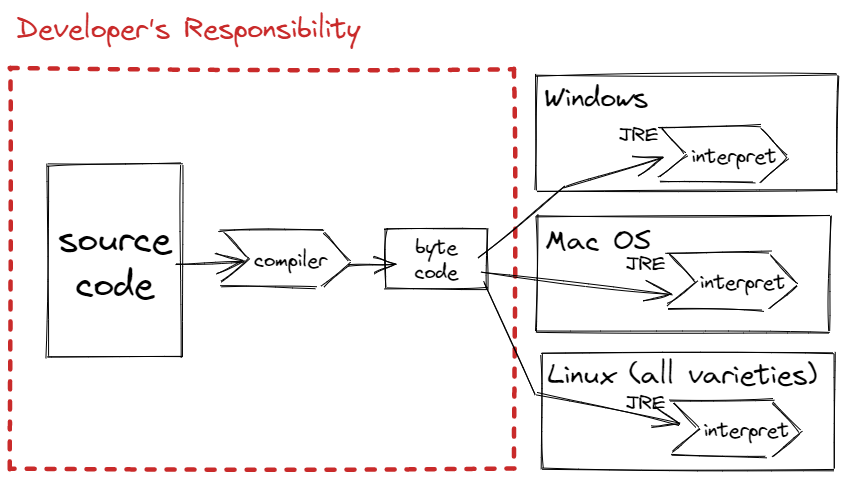 Developer's Responsibility
source
code
compiler
byte
code
Windows
JRE
interpret
Mac OS
JRE
interpret
Linux (all varieties)
JRE
interpret